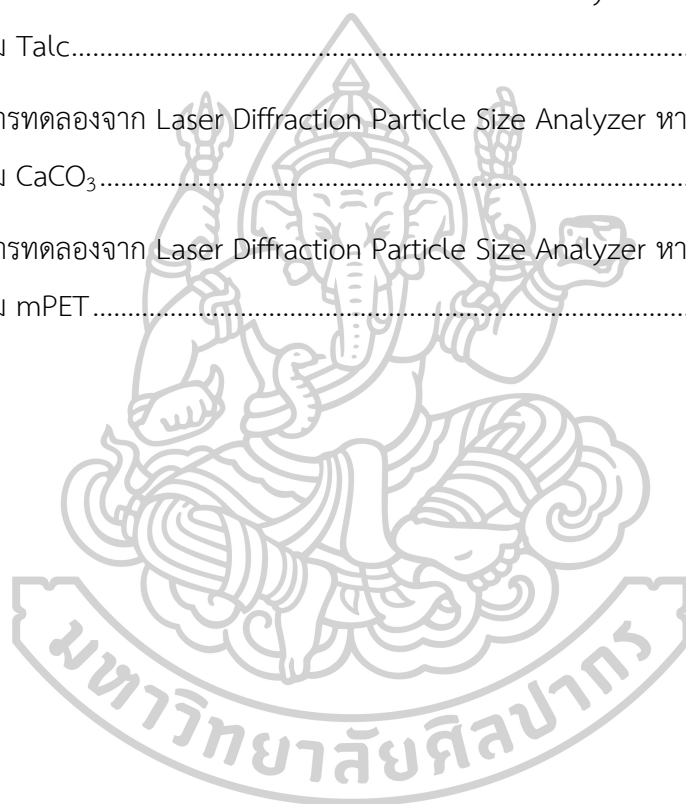 ม Talc
ารทดลองจาก Laser Diffraction Particle Size Analyzer หา
ม CaCO₃
ารทดลองจาก Laser Diffraction Particle Size Analyzer หา
ม mPET
มหาวิทยาลัยศิลปากร